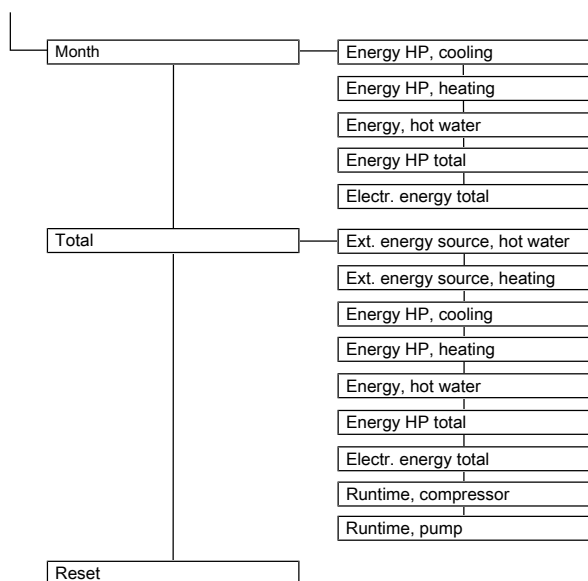 Month
Energy HP, cooling
Energy HP, heating
Energy, hot water
Energy HP total
Electr. energy total
Total
Ext. energy source, hot water
Ext. energy source, heating
Energy HP, cooling
Energy HP, heating
Energy, hot water
Energy HP total
Electr. energy total
Runtime, compressor
Runtime, pump
Reset